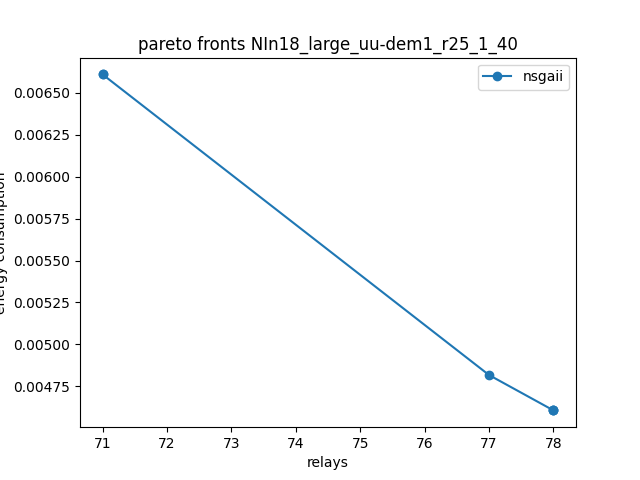 pareto fronts NIn18_large_uu-dem1_r25_1_40
nsgaii
0.00650
0.00625
0.00600
0.00575
0.00550
0.00525
0.00500
0.00475
energy consumption
71 72 73 74 75 76 77 78
relays